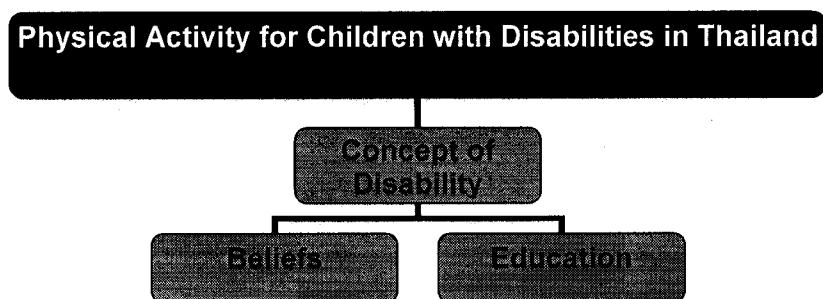 Physical Activity for Children with Disabilities in Thailand
Concept of
Disability
Beliefs
Education